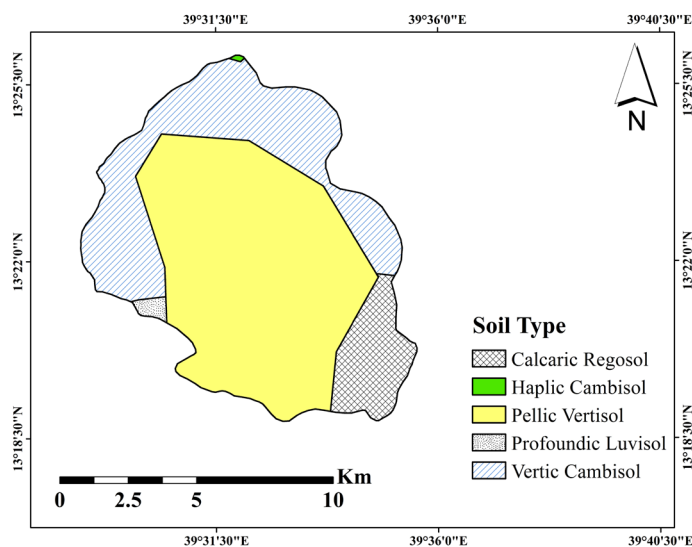 39°31'30"E 39°36'0"E 39°40'30"E
13°25'30"N 13°25'30"N
N
13°22'0"N 13°22'0"N
Soil Type
Calcaric Regosol
Haplic Cambisol
Pellic Vertisol
Profoundic Luvisol
Vertic Cambisol
13°18'30"N 13°18'30"N
Km
0 2.5 5 10
39°31'30"E 39°36'0"E 39°40'30"E